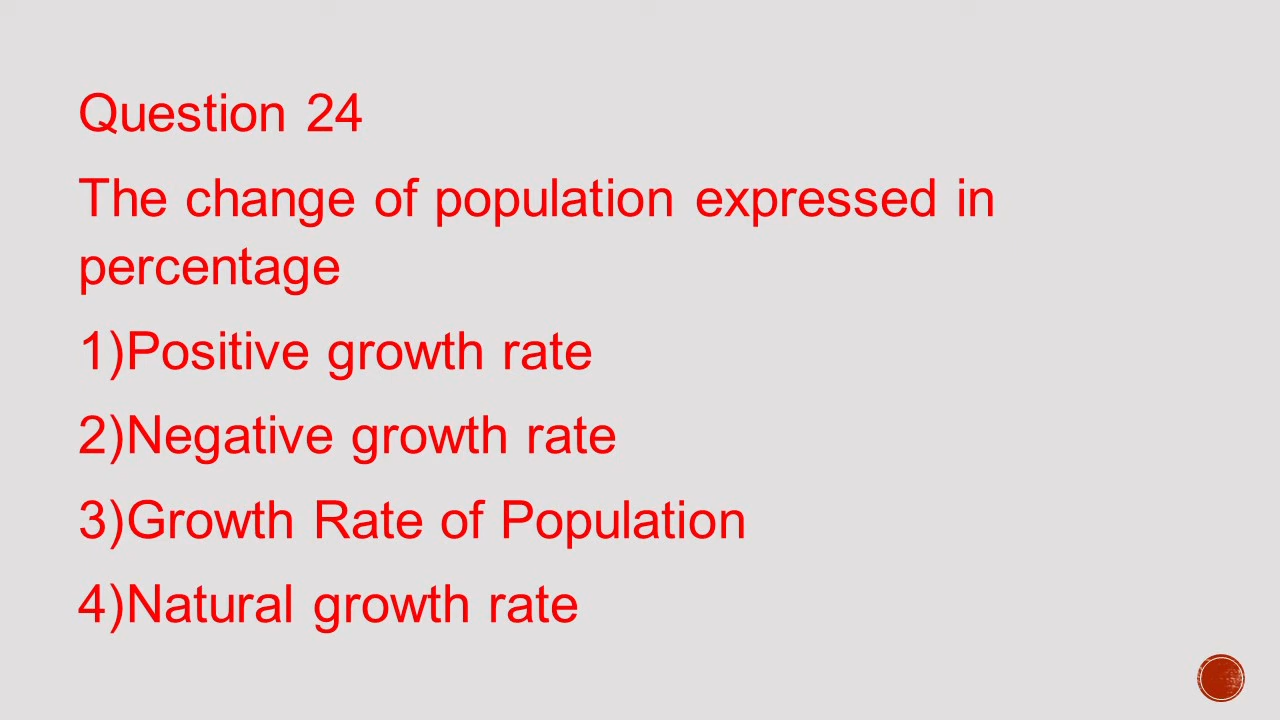 Question 24
The change of population expressed in
percentage
1)Positive growth rate
2)Negative growth rate
3)Growth Rate of Population
4)Natural growth rate